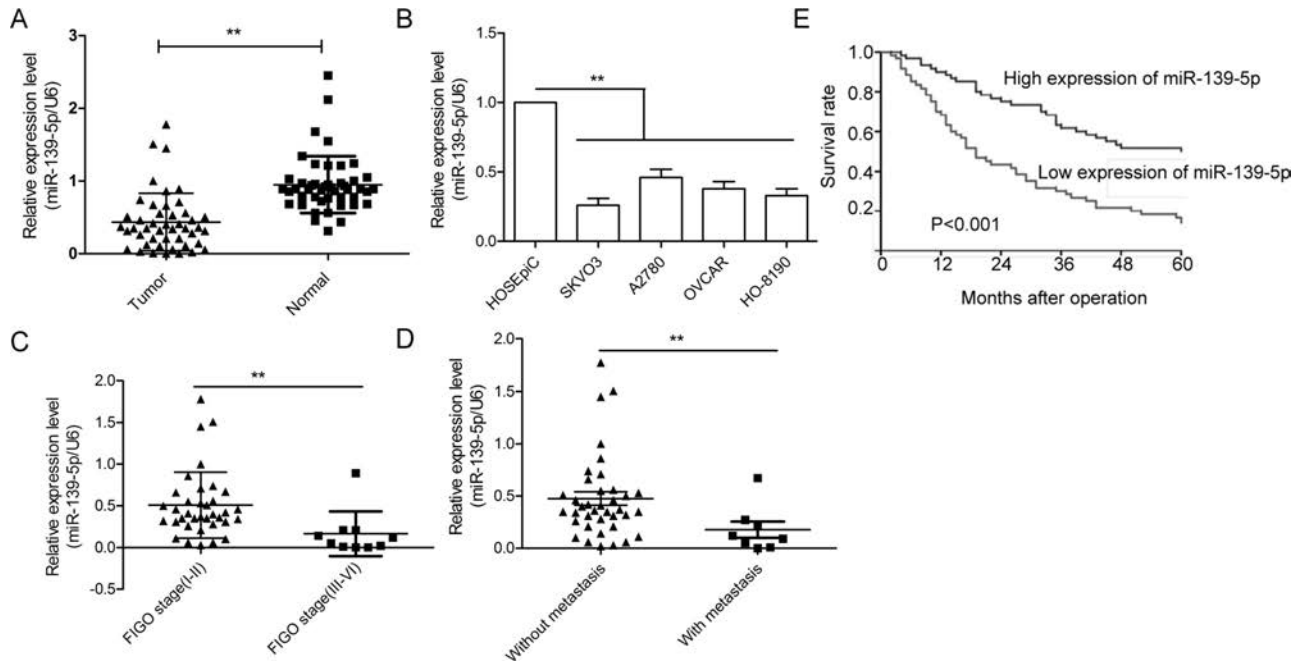 A
Relative expression level
(miR-139-5p/U6)
3
2
1
0
**
Tumor
Normal
B
Relative expression level
(miR-139-5p/U6)
1.5
1.0
0.5
0.0
**
HOSEpiC
SKVO3
A2780
OVCAR
HO-8190
E
Survival rate
1.0
0.8
0.6
0.4
0.2
High expression of miR-139-5p
Low expression of miR-139-5p
P<0.001
0
12
24
36
48
60
Months after operation
C
Relative expression level
(miR-139-5p/U6)
2.0
1.5
1.0
0.5
0.0
-0.5
**
FIGO stage(I-II)
FIGO stage(III-VI)
D
Relative expression level
(miR-139-5p/U6)
2.0
1.5
1.0
0.5
0.0
**
Without metastasis
With metastasis